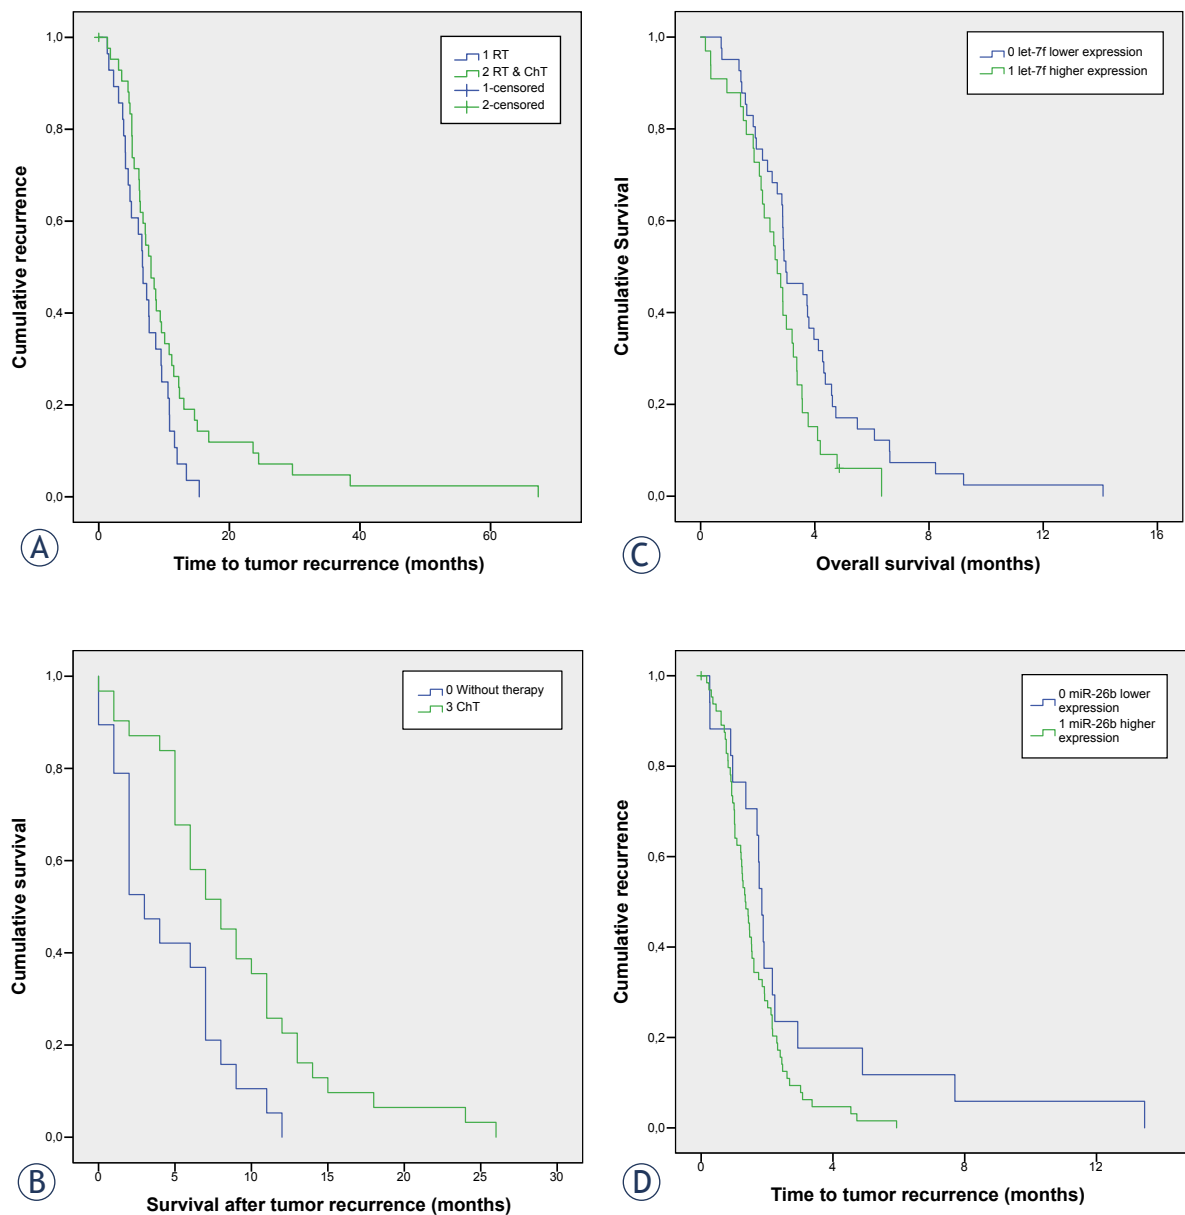 1,0
0,8
0,6
0,4
0,2
0,0
Cumulative recurrence
1 RT
2 RT & ChT
1-censored
2-censored
0
20
40
60
Time to tumor recurrence (months)
A
1,0
0,8
0,6
0,4
0,2
0,0
Cumulative Survival
0 let-7f lower expression
1 let-7f higher expression
0
4
8
12
16
Overall survival (months)
C
1,0
0,8
0,6
0,4
0,2
0,0
Cumulative survival
0 Without therapy
3 ChT
0
5
10
15
20
25
30
Survival after tumor recurrence (months)
B
1,0
0,8
0,6
0,4
0,2
0,0
Cumulative recurrence
0 miR-26b lower
expression
1 miR-26b higher
expression
0
4
8
12
Time to tumor recurrence (months)
D